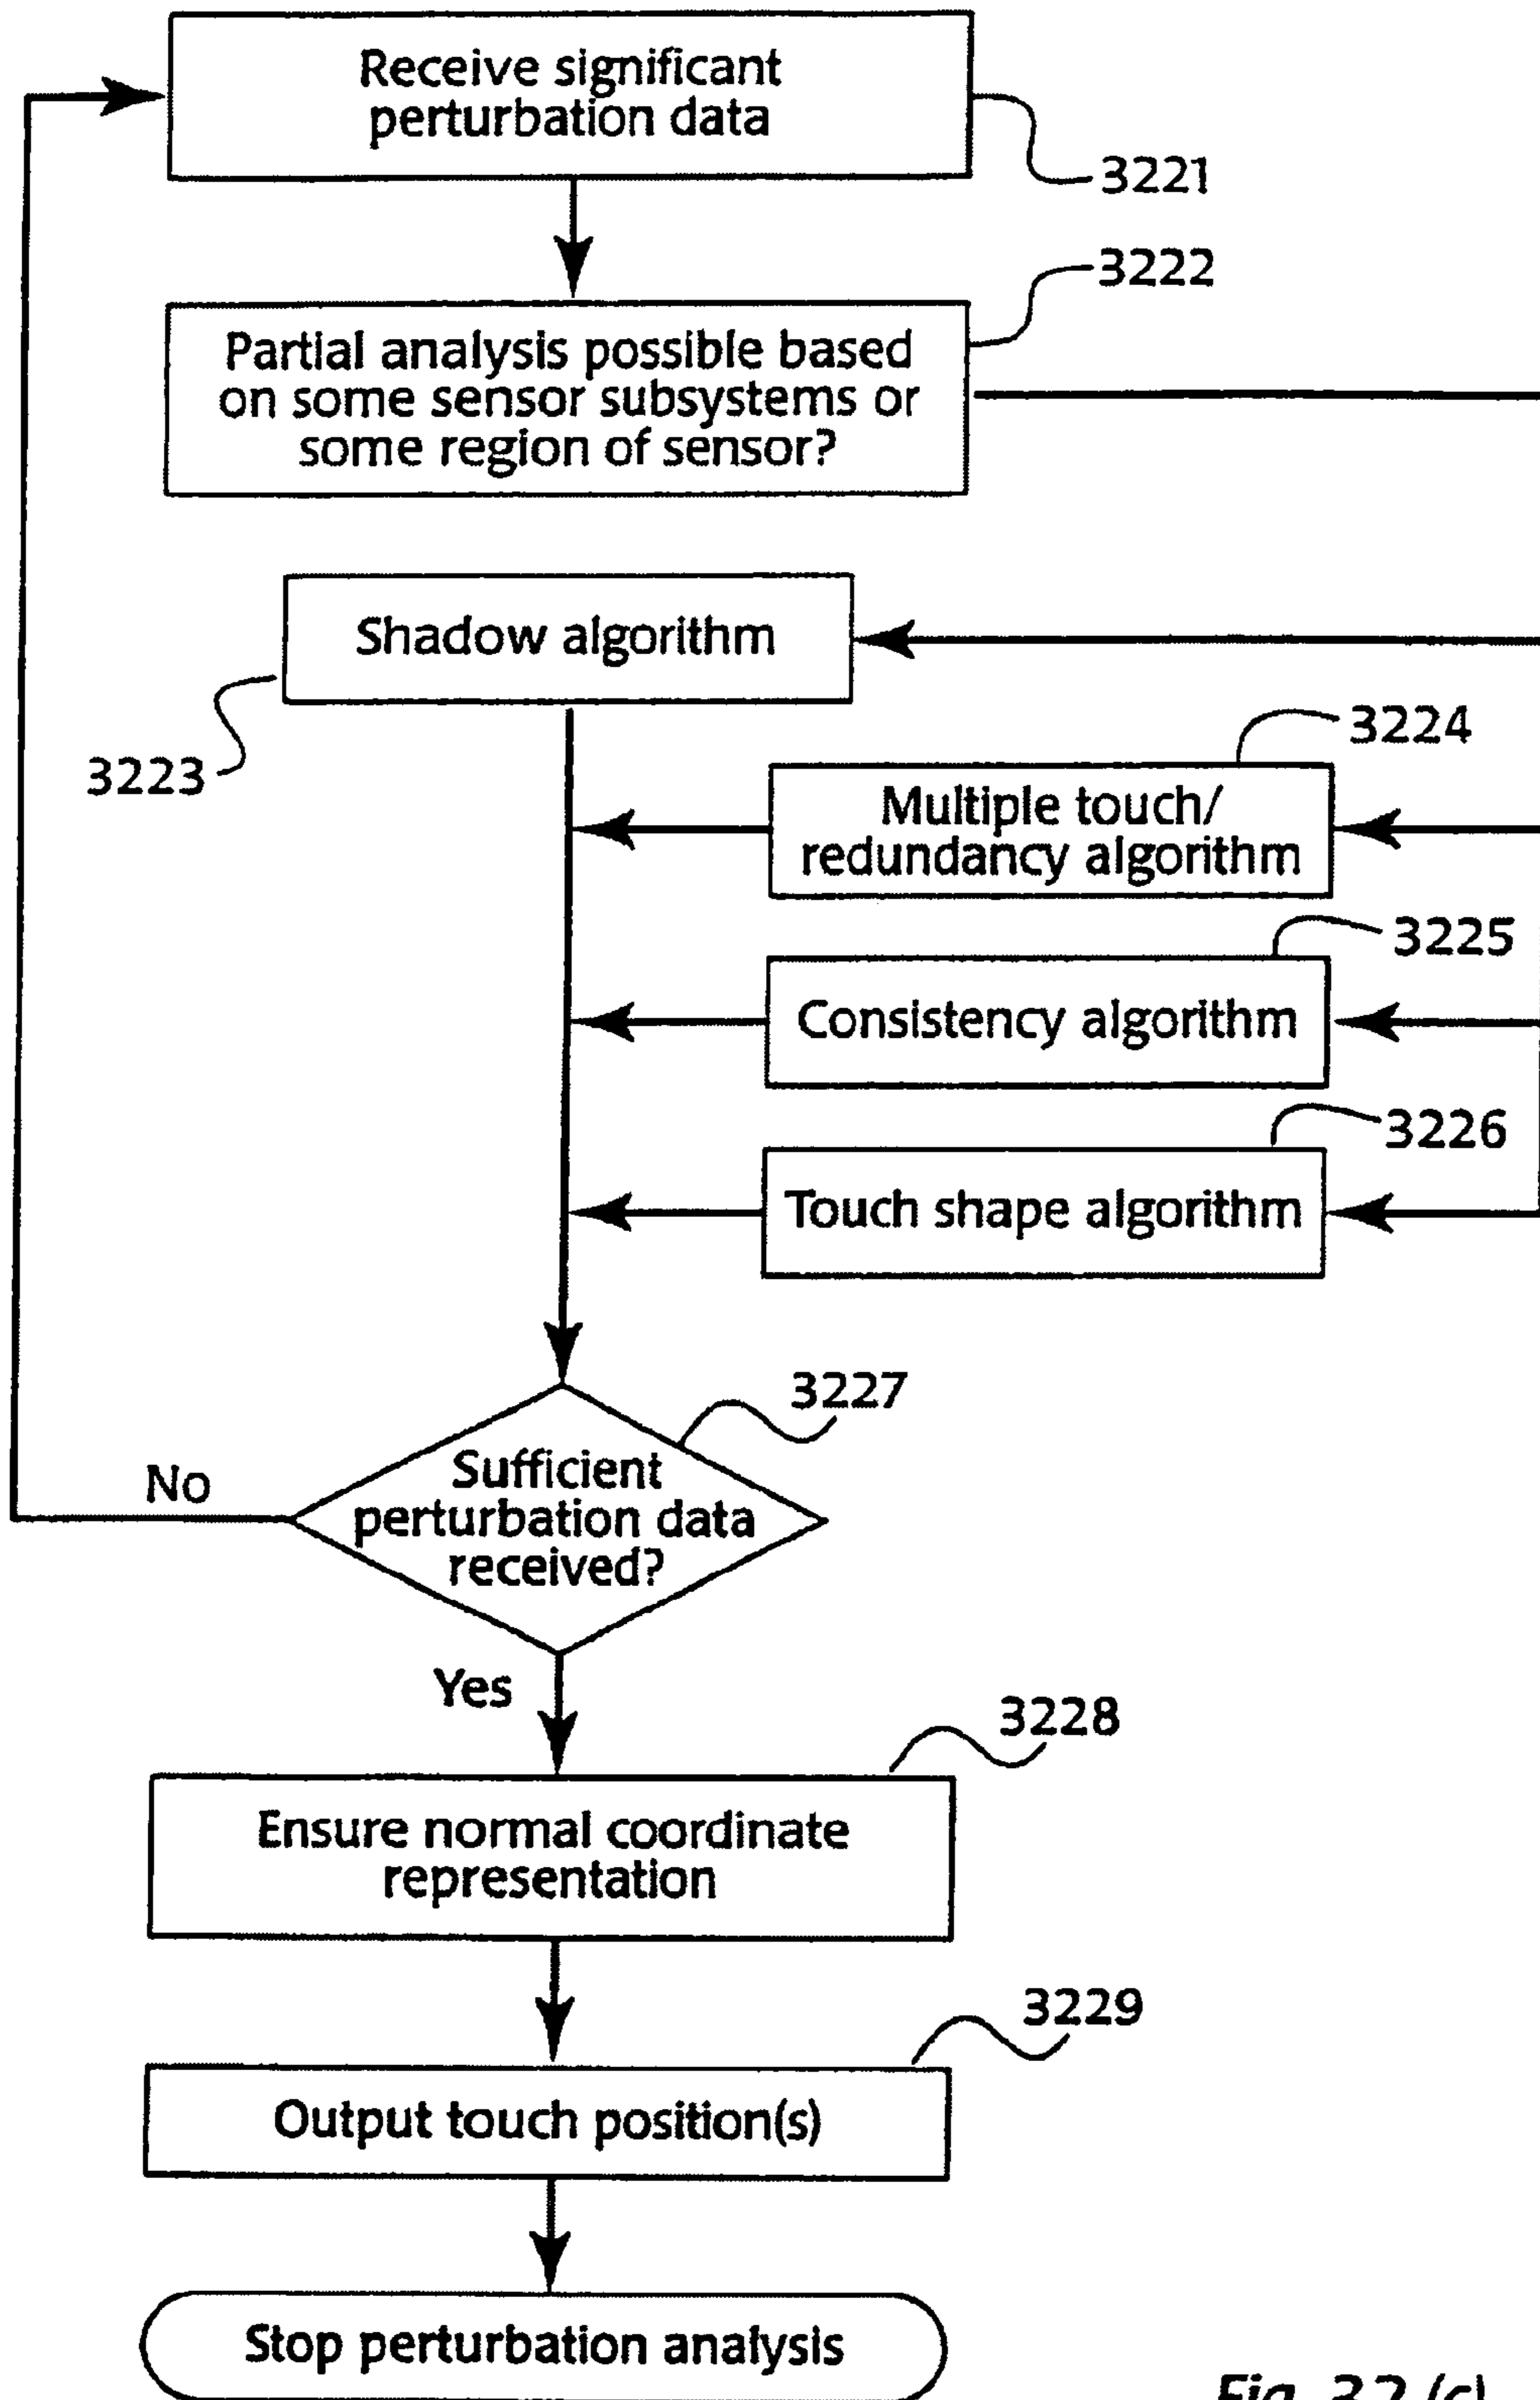 Receive significant
perturbation data
3221
3222
Partial analysis possible based
on some sensor subsystems or
some region of sensor?
Shadow algorithm
3223
3224
Multiple touch/
redundancy algorithm
3225
Consistency algorithm
3226
Touch shape algorithm
3227
Sufficient
perturbation data
received?
No
Yes
3228
Ensure normal coordinate
representation
3229
Output touch position(s)
Stop perturbation analysis
Fig. 32 (c)